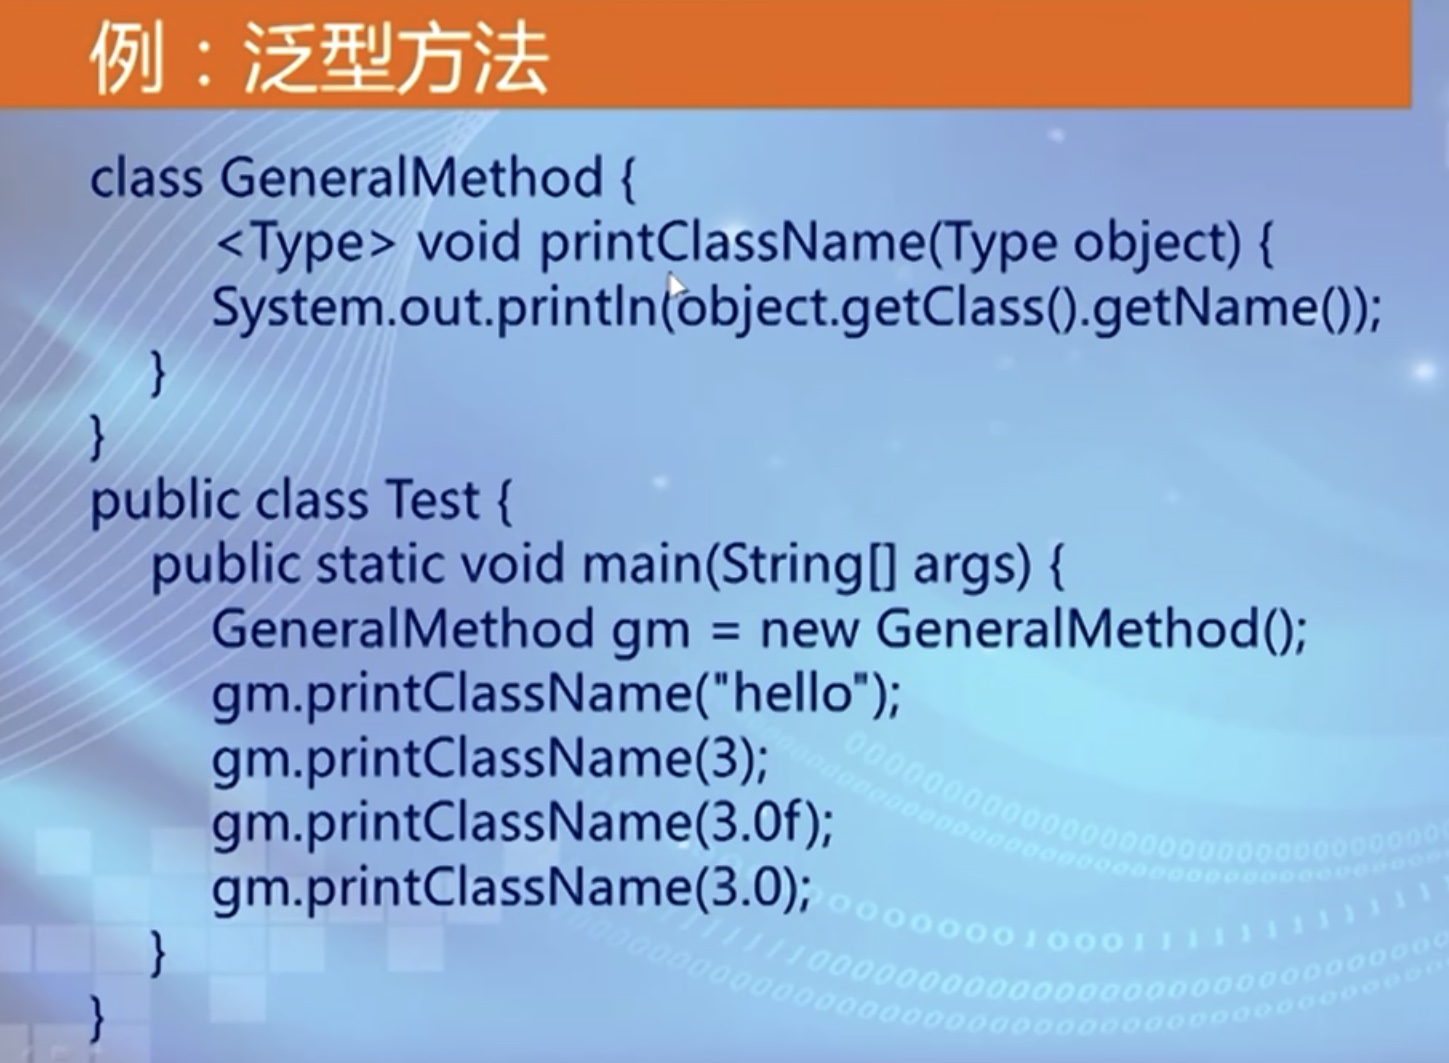 例：泛型方法
class GeneralMethod {
<Type> void printClassName(Type object) {
System.out.println(object.getClass().getName());
}
}
public class Test {
public static void main(String[] args) {
GeneralMethod gm = new GeneralMethod();
gm.printClassName("hello");
gm.printClassName(3);
gm.printClassName(3.0f);
gm.printClassName(3.0);
}
}